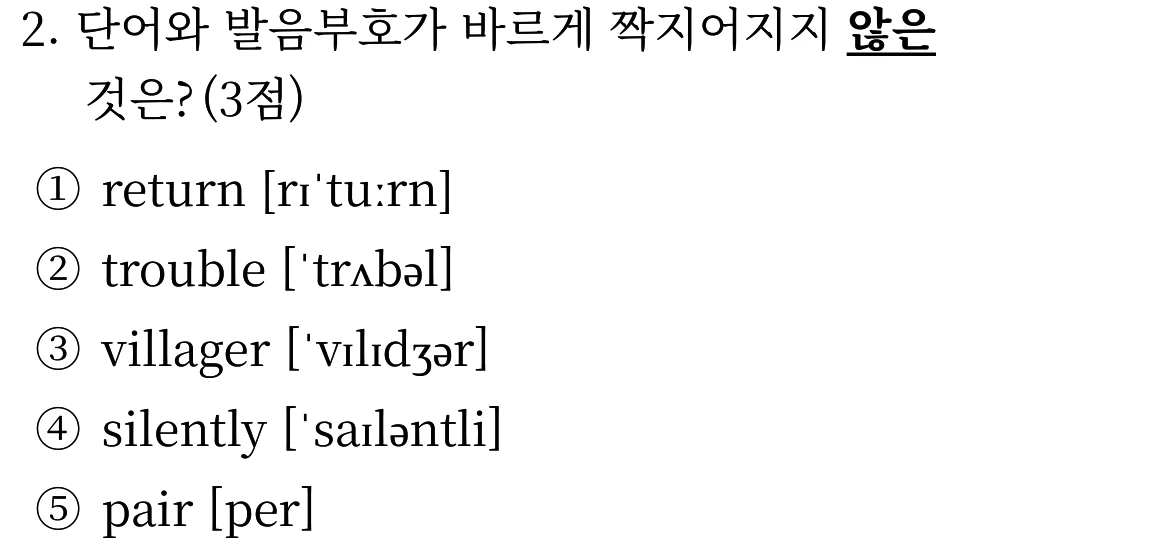 2. 단어와 발음부호가 바르게 짝지어지지 않은
것은?(3점)
① return [rɪˈtuːrn]
② trouble [ˈtrʌbəl]
③ villager [ˈvɪlɪdʒər]
④ silently [ˈsaɪləntli]
⑤ pair [per]